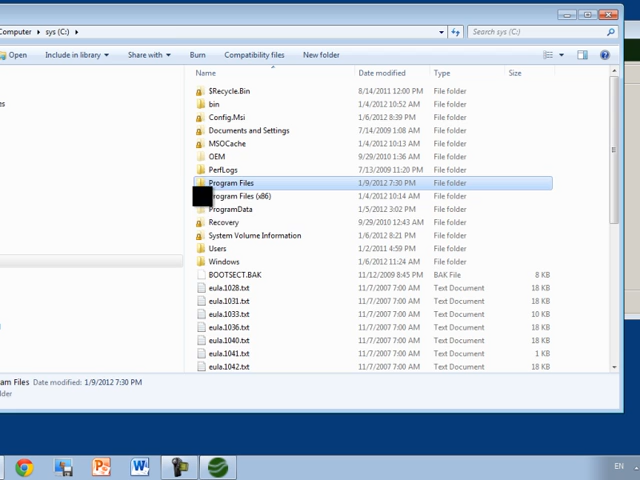 Computer ▸ sys (C:) ▸ Search sys (C:)
Open Include in library Share with Burn Compatibility files New folder
Name Date modified Type Size
$Recycle.Bin 8/14/2011 12:00 PM File folder
bin 1/4/2012 10:52 AM File folder
Config.Msi 1/6/2012 8:39 PM File folder
Documents and Settings 7/14/2009 1:08 AM File folder
MSOCache 1/4/2012 10:13 AM File folder
OEM 9/29/2010 1:36 AM File folder
PerfLogs 7/13/2009 11:20 PM File folder
Program Files 1/9/2012 7:30 PM File folder
rogram Files (x86) 1/4/2012 10:14 AM File folder
ProgramData 1/5/2012 3:02 PM File folder
Recovery 9/29/2010 12:43 AM File folder
System Volume Information 1/6/2012 8:21 PM File folder
Users 1/2/2011 4:59 PM File folder
Windows 1/6/2012 11:24 AM File folder
BOOTSECT.BAK 11/12/2009 8:45 PM BAK File 8 KB
eula.1028.txt 11/7/2007 7:00 AM Text Document 18 KB
eula.1031.txt 11/7/2007 7:00 AM Text Document 18 KB
eula.1033.txt 11/7/2007 7:00 AM Text Document 10 KB
eula.1036.txt 11/7/2007 7:00 AM Text Document 18 KB
eula.1040.txt 11/7/2007 7:00 AM Text Document 18 KB
eula.1041.txt 11/7/2007 7:00 AM Text Document 1 KB
eula.1042.txt 11/7/2007 7:00 AM Text Document 18 KB
am Files Date modified: 1/9/2012 7:30 PM
lder
EN